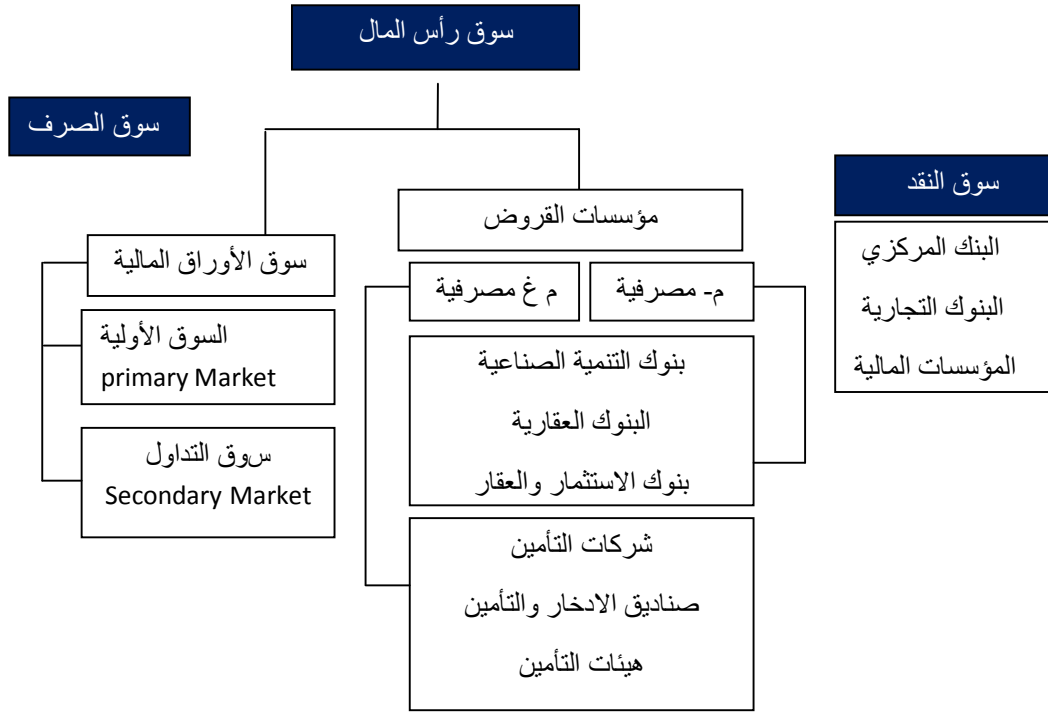 سوق رأس المال
سوق الصرف
سوق النقد
البنك المركزي
البنوك التجارية
المؤسسات المالية
مؤسسات القروض
م- مصرفية
م غ مصرفية
بنوك التنمية الصناعية
البنوك العقارية
بنوك الاستثمار والعقار
شركات التأمين
صناديق الادخار والتأمين
هيئات التأمين
سوق الأوراق المالية
السوق الأولية
primary Market
سوق التداول
Secondary Market